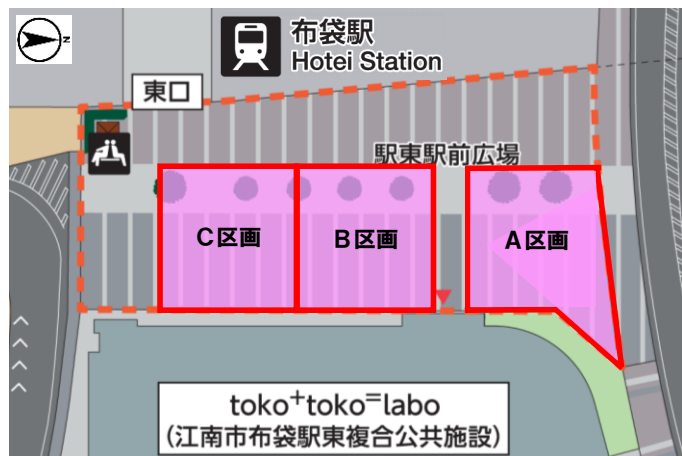 N
布袋駅
Hotei Station
東口
駅東駅前広場
C区画
B区画
A区画
toko⁺toko⁼labo
(江南市布袋駅東複合公共施設)